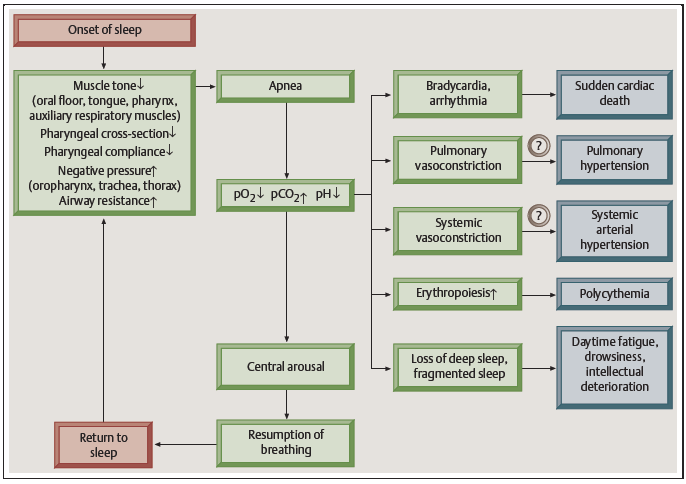 Onset of sleep
Muscle tone↓
(oral floor, tongue, pharynx,
auxiliary respiratory muscles)
Pharyngeal cross-section↓
Pharyngeal compliance↓
Negative pressure↑
(oropharynx, trachea, thorax)
Airway resistance↑
Apnea
pO₂↓ pCO₂↑ pH↓
Central arousal
Resumption of
breathing
Return to
sleep
Bradycardia,
arrhythmia
Sudden cardiac
death
Pulmonary
vasoconstriction
?
Pulmonary
hypertension
Systemic
vasoconstriction
?
Systemic
arterial
hypertension
Erythropoiesis↑
Polycythemia
Loss of deep sleep,
fragmented sleep
Daytime fatigue,
drowsiness,
intellectual
deterioration